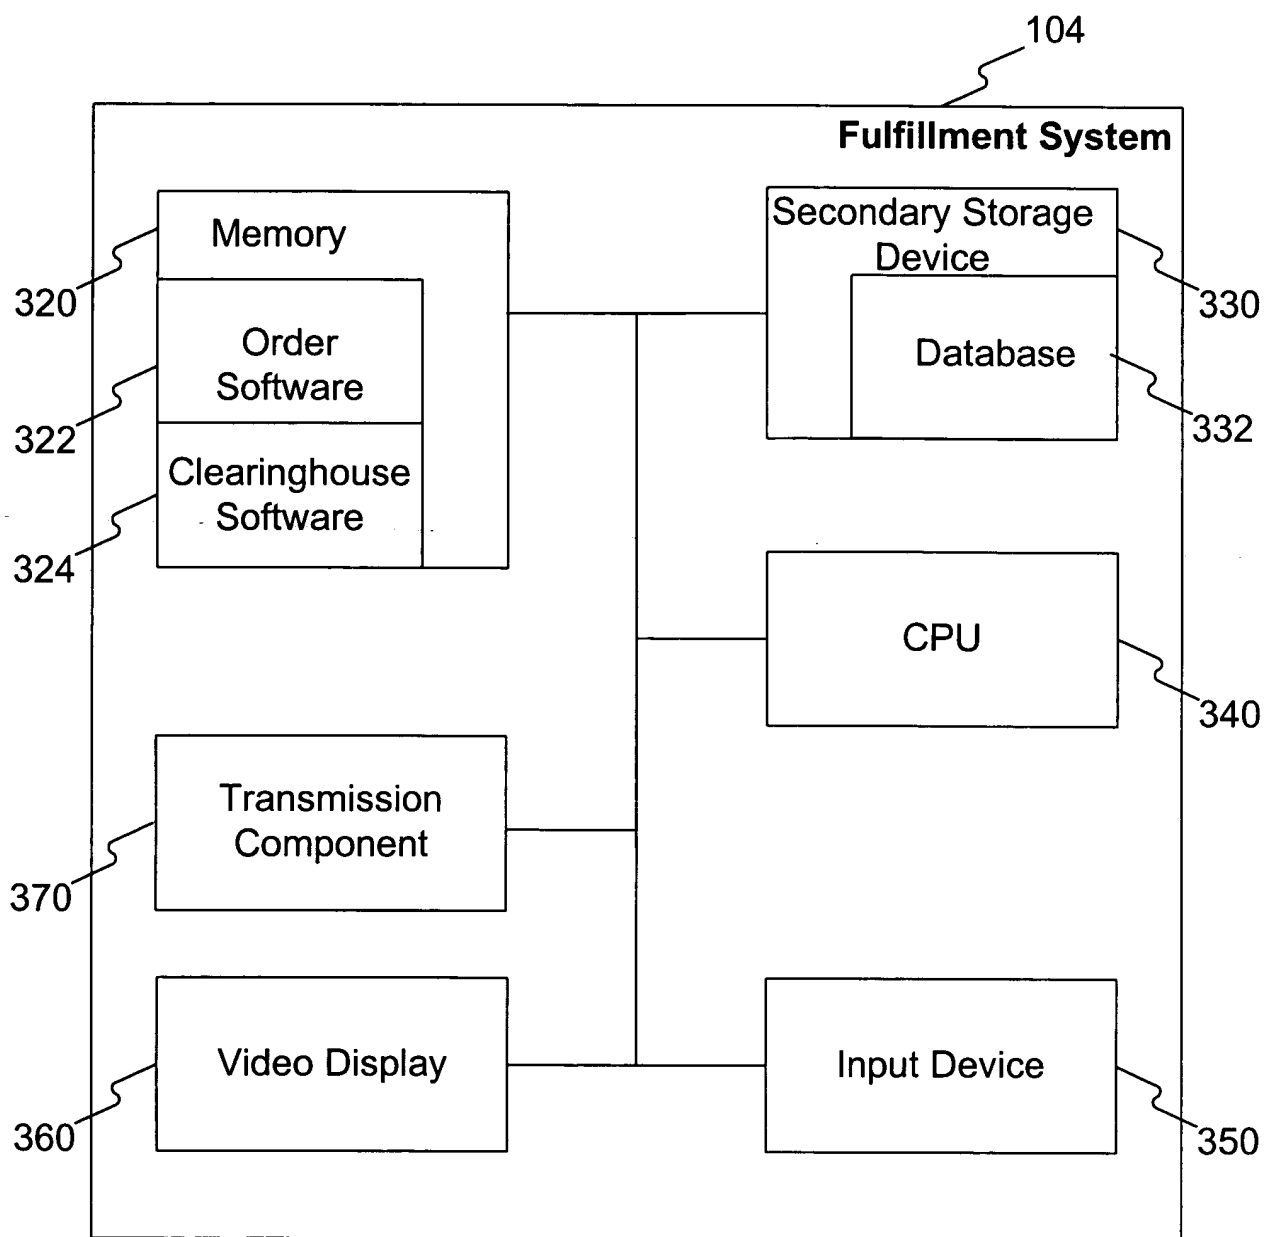 104
Fulfillment System
Memory
Secondary Storage
Device
320
330
Order
Software
Database
322
332
Clearinghouse
Software
324
CPU
340
Transmission
Component
370
Video Display
Input Device
360
350